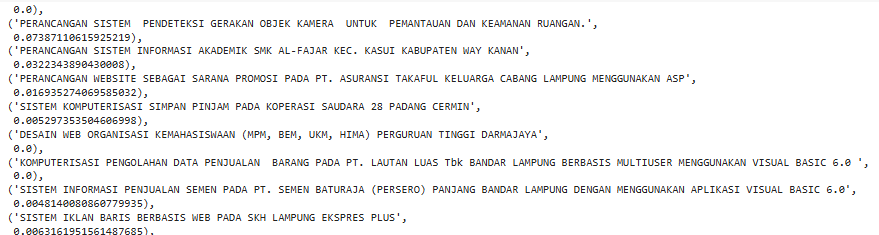 0.0),
('PERANCANGAN SISTEM  PENDETEKSI GERAKAN OBJEK KAMERA  UNTUK  PEMANTAUAN DAN KEAMANAN RUANGAN.',
0.07387110615925219),
('PERANCANGAN SISTEM INFORMASI AKADEMIK SMK AL-FAJAR KEC. KASUI KABUPATEN WAY KANAN',
0.0322343890430008),
('PERANCANGAN WEBSITE SEBAGAI SARANA PROMOSI PADA PT. ASURANSI TAKAFUL KELUARGA CABANG LAMPUNG MENGGUNAKAN ASP',
0.016935274069585032),
('SISTEM KOMPUTERISASI SIMPAN PINJAM PADA KOPERASI SAUDARA 28 PADANG CERMIN',
0.005297353504606998),
('DESAIN WEB ORGANISASI KEMAHASISWAAN (MPM, BEM, UKM, HIMA) PERGURUAN TINGGI DARMAJAYA',
0.0),
('KOMPUTERISASI PENGOLAHAN DATA PENJUALAN  BARANG PADA PT. LAUTAN LUAS Tbk BANDAR LAMPUNG BERBASIS MULTIUSER MENGGUNAKAN VISUAL BASIC 6.0 ',
0.0),
('SISTEM INFORMASI PENJUALAN SEMEN PADA PT. SEMEN BATURAJA (PERSERO) PANJANG BANDAR LAMPUNG DENGAN MENGGUNAKAN APLIKASI VISUAL BASIC 6.0',
0.0048140080860779935),
('SISTEM IKLAN BARIS BERBASIS WEB PADA SKH LAMPUNG EKSPRES PLUS',
0.0063161951561487685),